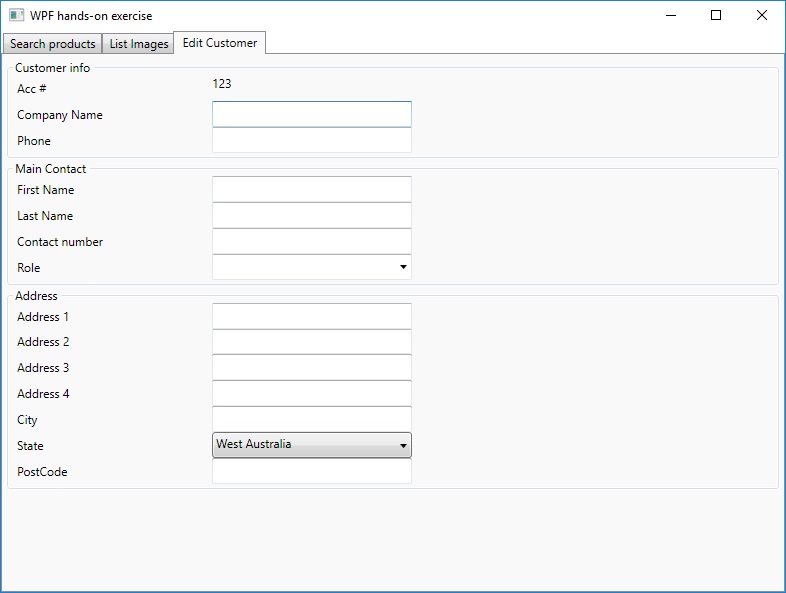 WPF hands-on exercise
Search products List Images Edit Customer
Customer info
Acc # 123
Company Name
Phone
Main Contact
First Name
Last Name
Contact number
Role
Address
Address 1
Address 2
Address 3
Address 4
City
State West Australia
PostCode